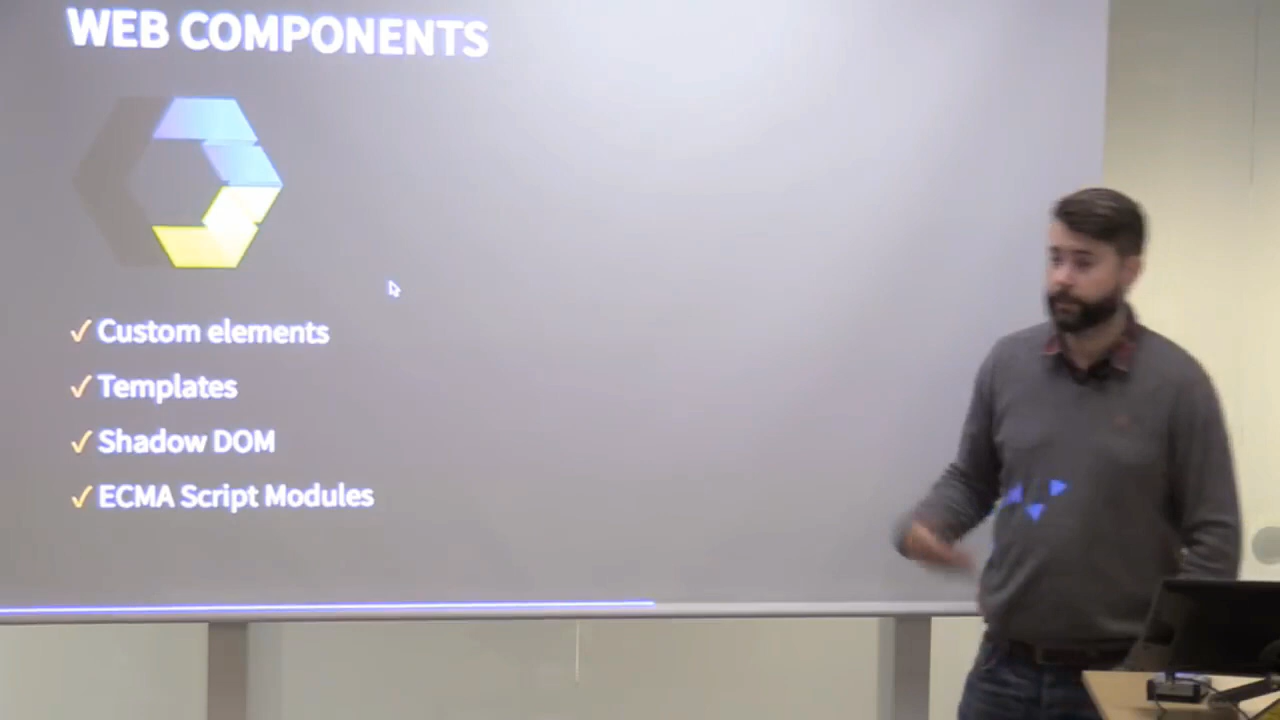 WEB COMPONENTS
✓ Custom elements
✓ Templates
✓ Shadow DOM
✓ ECMA Script Modules